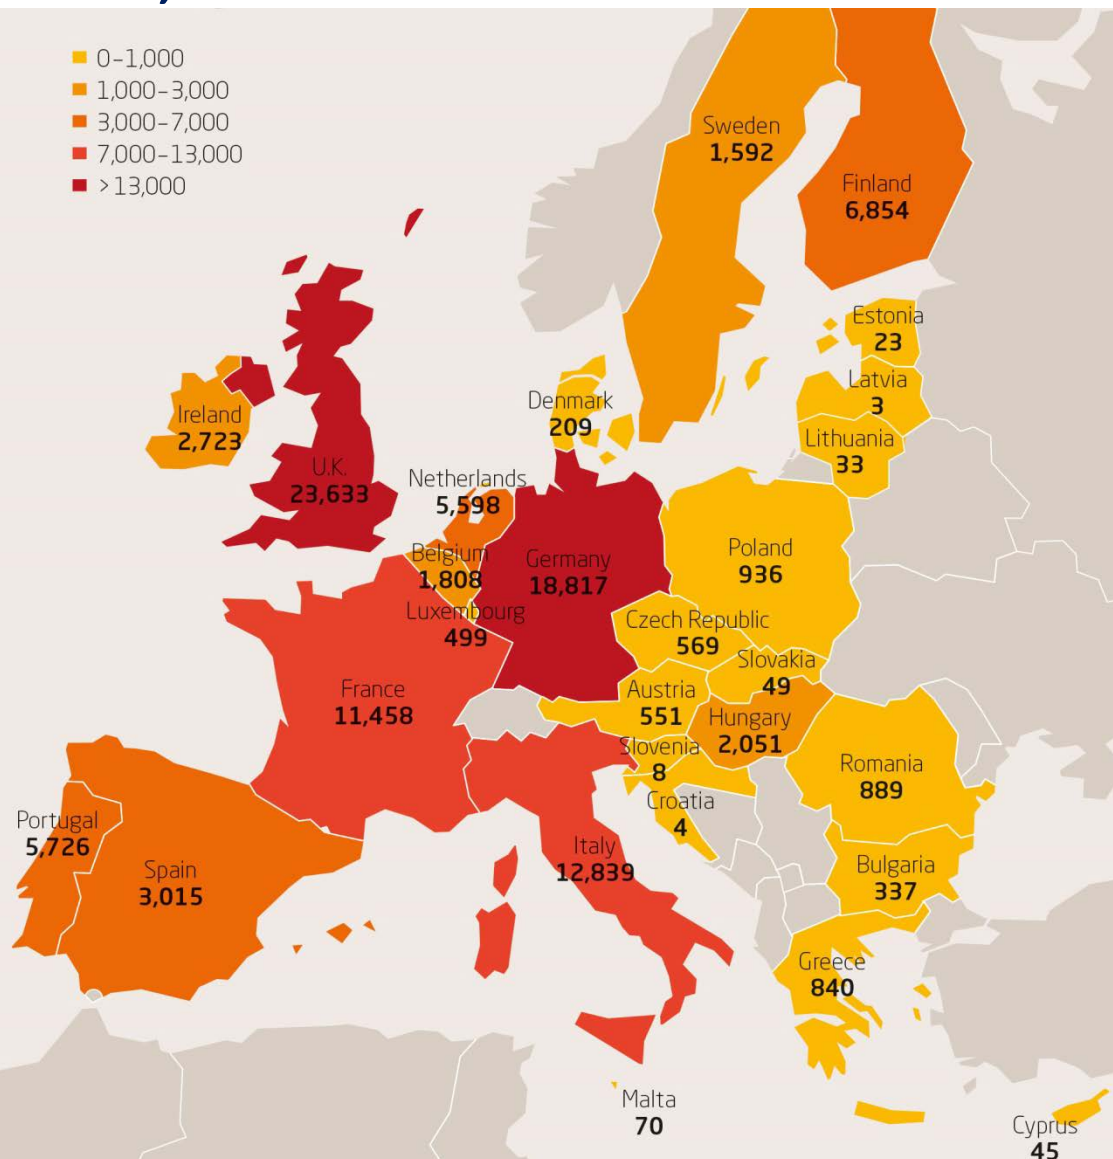 0–1,000
1,000–3,000
3,000–7,000
7,000–13,000
>13,000
Sweden
1,592
Finland
6,854
Estonia
23
Latvia
3
Lithuania
33
Denmark
209
Ireland
2,723
U.K.
23,633
Netherlands
5,598
Belgium
1,808
Luxembourg
499
Germany
18,817
Poland
936
Czech Republic
569
Slovakia
49
Austria
551
Hungary
2,051
France
11,458
Slovenia
8
Croatia
4
Romania
889
Portugal
5,726
Spain
3,015
Italy
12,839
Bulgaria
337
Greece
840
Malta
70
Cyprus
45